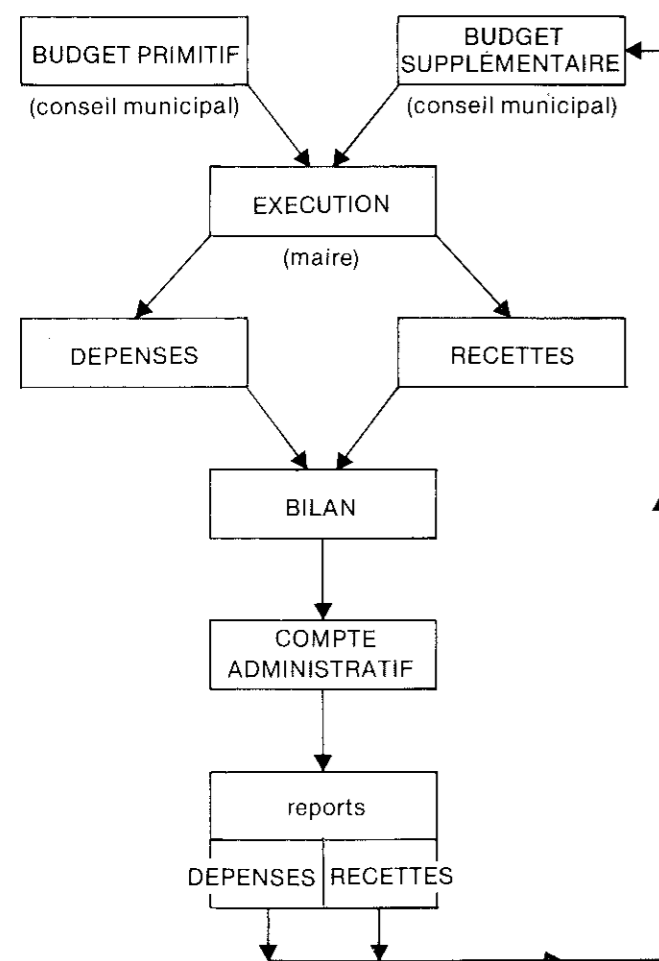 BUDGET PRIMITIF
(conseil municipal)
BUDGET
SUPPLÉMENTAIRE
(conseil municipal)
EXECUTION
(maire)
DEPENSES
RECETTES
BILAN
COMPTE
ADMINISTRATIF
reports
DEPENSES
RECETTES